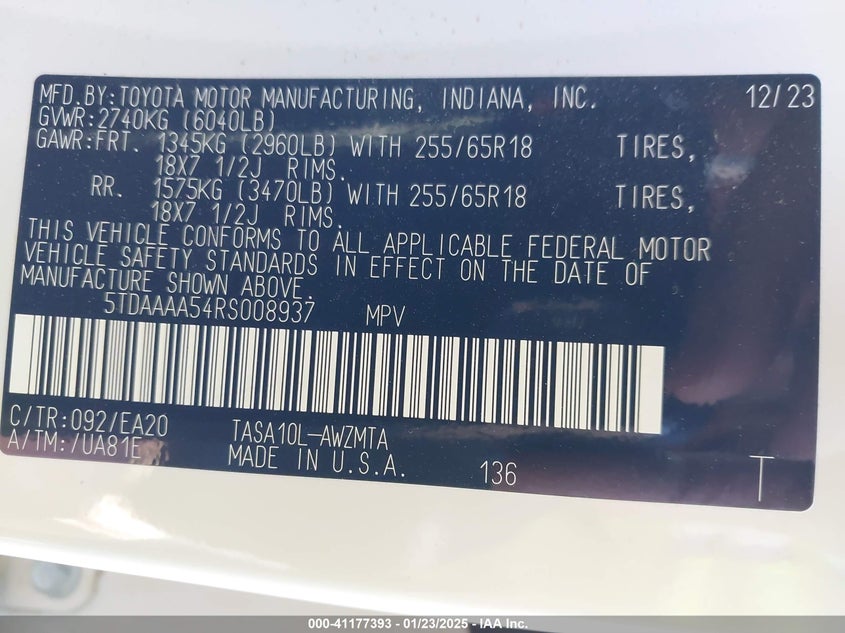 MFD.BY:TOYOTA MOTOR MANUFACTURING, INDIANA, INC. 12/23
GVWR:2740KG (6040LB)
GAWR:FRT. 1345KG (2960LB) WITH 255/65R18 TIRES,
18X7 1/2J RIMS.
RR. 1575KG (3470LB) WITH 255/65R18 TIRES,
18X7 1/2J RIMS.
THIS VEHICLE CONFORMS TO ALL APPLICABLE FEDERAL MOTOR
VEHICLE SAFETY STANDARDS IN EFFECT ON THE DATE OF
MANUFACTURE SHOWN ABOVE.
5TDAAAA54RS008937 MPV
C/TR:092/EA20 TASA10L-AWZMTA
A/TM:/UA81E MADE IN U.S.A. 136 T
000-41177393 - 01/23/2025 - IAA Inc.